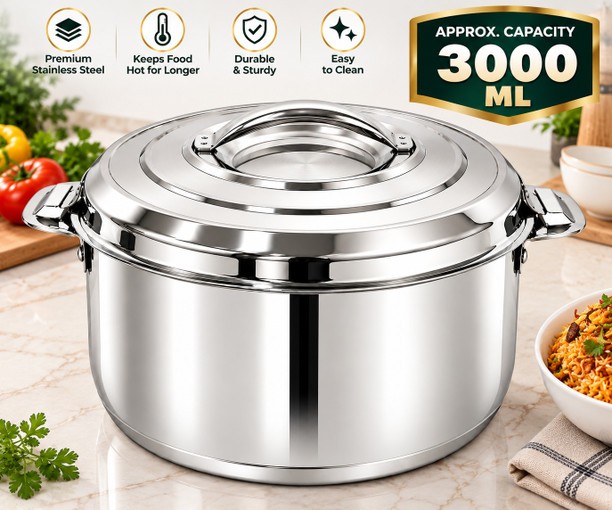 Premium
Stainless Steel
Keeps Food
Hot for Longer
Durable
& Sturdy
Easy
to Clean
APPROX. CAPACITY
3000
ML